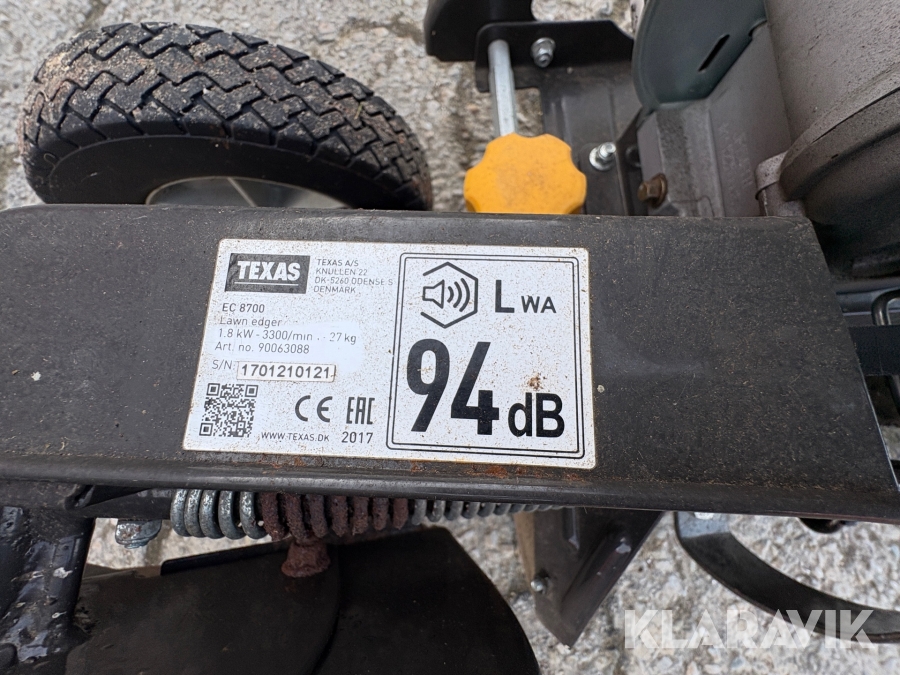 TEXAS
TEXAS A/S
KNULLEN 22
DK-5260 ODENSE S
DENMARK
EC 8700
Lawn edger
1.8 kW - 3300/min - 27 kg
Art. no. 90063088
S/N: 1701210121
CE EAC
WWW.TEXAS.DK 2017
LWA
94 dB
KLARAVIK